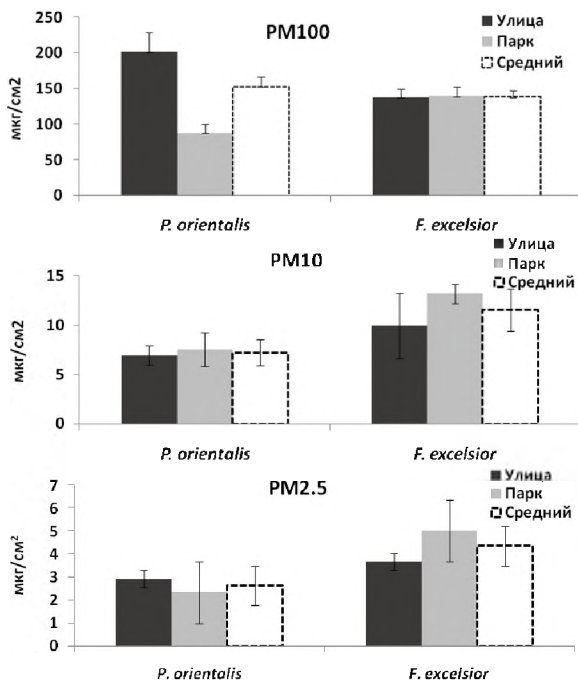 PM100
Улица
Парк
Средний
мкг/см2
250
200
150
100
50
0
P. orientalis F. excelsior
PM10
Улица
Парк
Средний
мкг/см2
15
10
5
0
P. orientalis F. excelsior
PM2.5
Улица
Парк
Средний
мкг/см²
7
6
5
4
3
2
1
0
P. orientalis F. excelsior